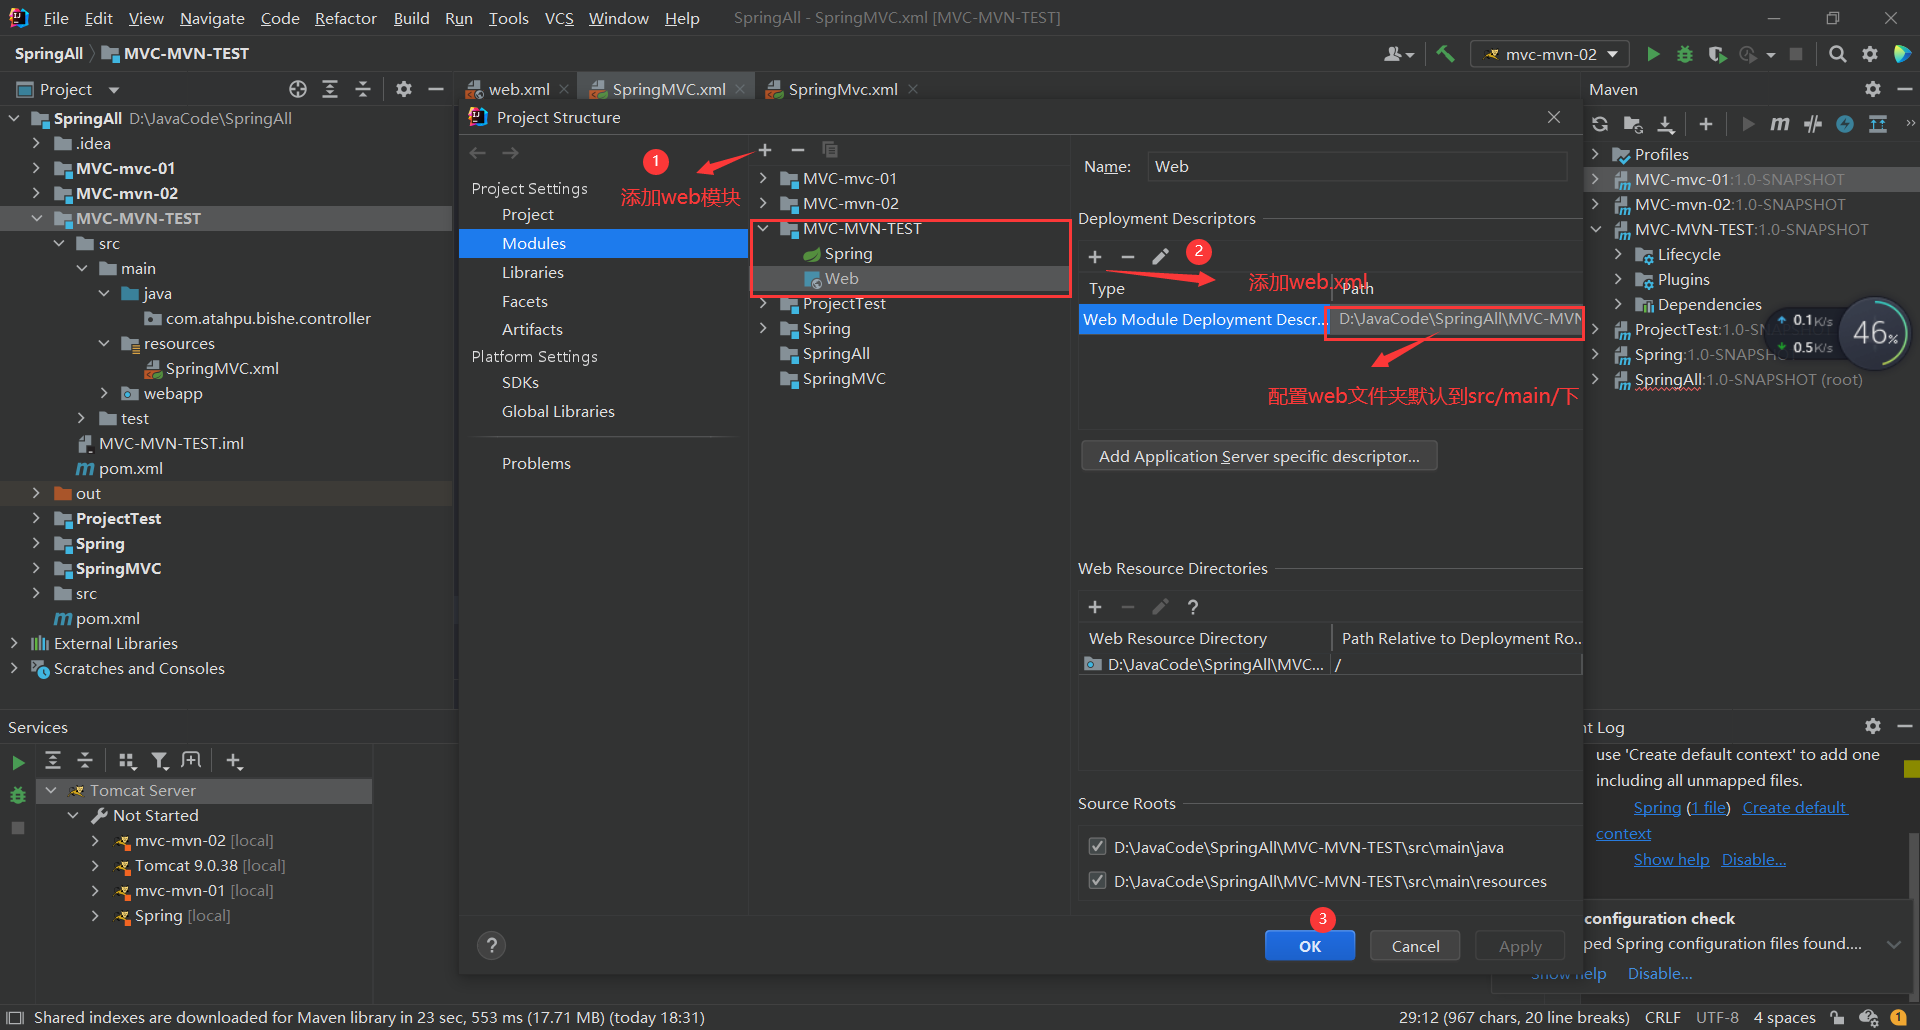 File Edit View Navigate Code Refactor Build Run Tools VCS Window Help SpringAll - SpringMVC.xml [MVC-MVN-TEST]
SpringAll MVC-MVN-TEST
mvc-mvn-02
Project
web.xml
SpringMVC.xml
SpringMvc.xml
SpringAll D:\JavaCode\SpringAll
.idea
MVC-mvc-01
MVC-mvn-02
MVC-MVN-TEST
src
main
java
com.atahpu.bishe.controller
resources
SpringMVC.xml
webapp
test
MVC-MVN-TEST.iml
pom.xml
out
ProjectTest
Spring
SpringMVC
src
pom.xml
External Libraries
Scratches and Consoles
Project Structure
Project Settings
Project
Modules
Libraries
Facets
Artifacts
Platform Settings
SDKs
Global Libraries
Problems
1
添加web模块
MVC-mvc-01
MVC-mvn-02
MVC-MVN-TEST
Spring
Web
ProjectTest
Spring
SpringAll
SpringMVC
Name: Web
Deployment Descriptors
2
添加web.xml
Type Path
Web Module Deployment Descr... D:\JavaCode\SpringAll\MVC-MVN
配置web文件夹默认到src/main/下
Add Application Server specific descriptor...
Web Resource Directories
?
Web Resource Directory Path Relative to Deployment Ro..
D:\JavaCode\SpringAll\MVC... /
Source Roots
D:\JavaCode\SpringAll\MVC-MVN-TEST\src\main\java
D:\JavaCode\SpringAll\MVC-MVN-TEST\src\main\resources
3
?
OK Cancel Apply
Maven
m
Profiles
MVC-mvc-01:1.0-SNAPSHOT
MVC-mvn-02:1.0-SNAPSHOT
MVC-MVN-TEST:1.0-SNAPSHOT
Lifecycle
Plugins
Dependencies
ProjectTest:1.0-SNA
Spring:1.0-SNAPSH
SpringAll:1.0-SNAPSHOT (root)
0.1K/s
0.5K/s
46%
Services
Tomcat Server
Not Started
mvc-mvn-02 [local]
Tomcat 9.0.38 [local]
mvc-mvn-01 [local]
Spring [local]
nt Log
use 'Create default context' to add one
including all unmapped files.
Spring (1 file) Create default
context
Show help Disable...
configuration check
ped Spring configuration files found....
Show help Disable...
Shared indexes are downloaded for Maven library in 23 sec, 553 ms (17.71 MB) (today 18:31)
29:12 (967 chars, 20 line breaks) CRLF UTF-8 4 spaces 1